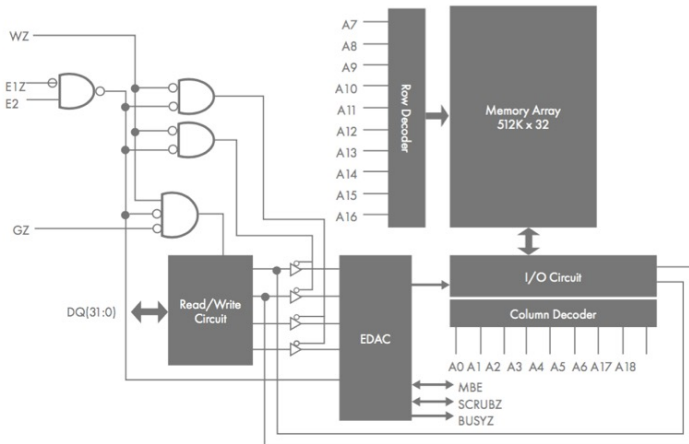 WZ
E1Z
E2
GZ
DQ(31:0)
Read/Write
Circuit
EDAC
MBE
SCRUBZ
BUSYZ
A7
A8
A9
A10
A11
A12
A13
A14
A15
A16
Row Decoder
Memory Array
512K x 32
I/O Circuit
Column Decoder
A0 A1 A2 A3 A4 A5 A6 A17 A18